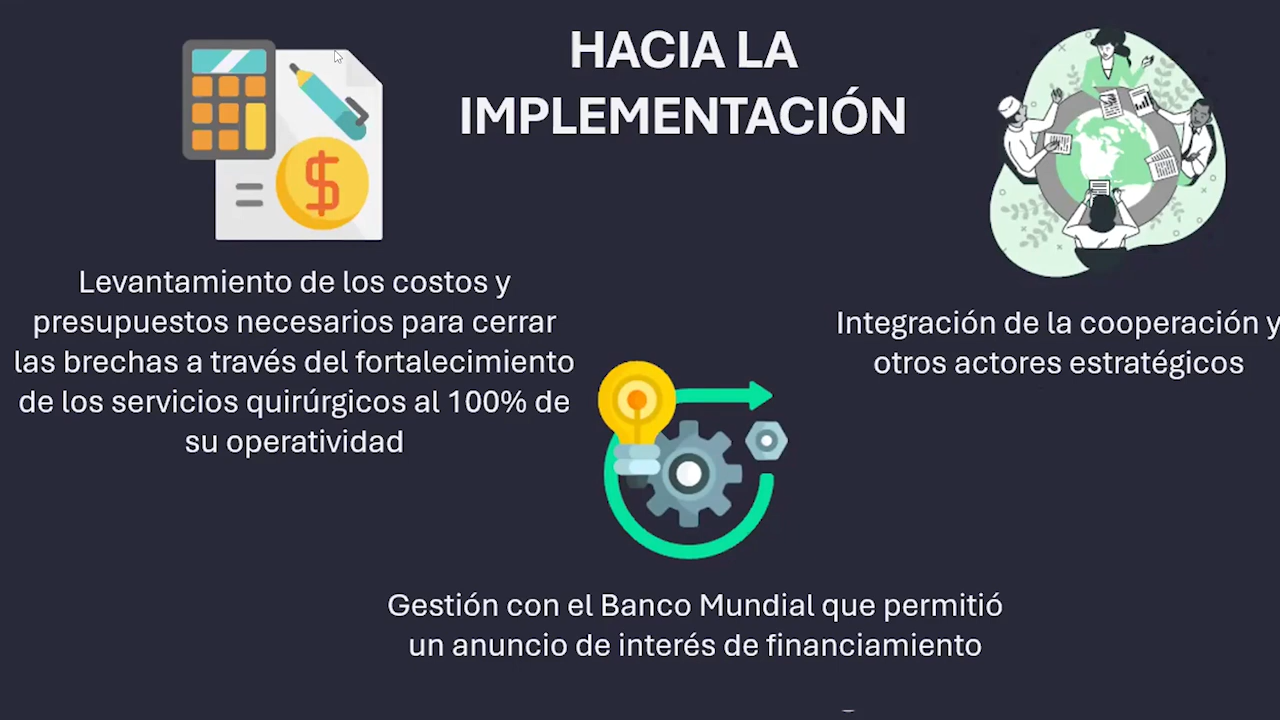 HACIA LA
IMPLEMENTACIÓN
Levantamiento de los costos y
presupuestos necesarios para cerrar
las brechas a través del fortalecimiento
de los servicios quirúrgicos al 100% de
su operatividad
Integración de la cooperación y
otros actores estratégicos
Gestión con el Banco Mundial que permitió
un anuncio de interés de financiamiento